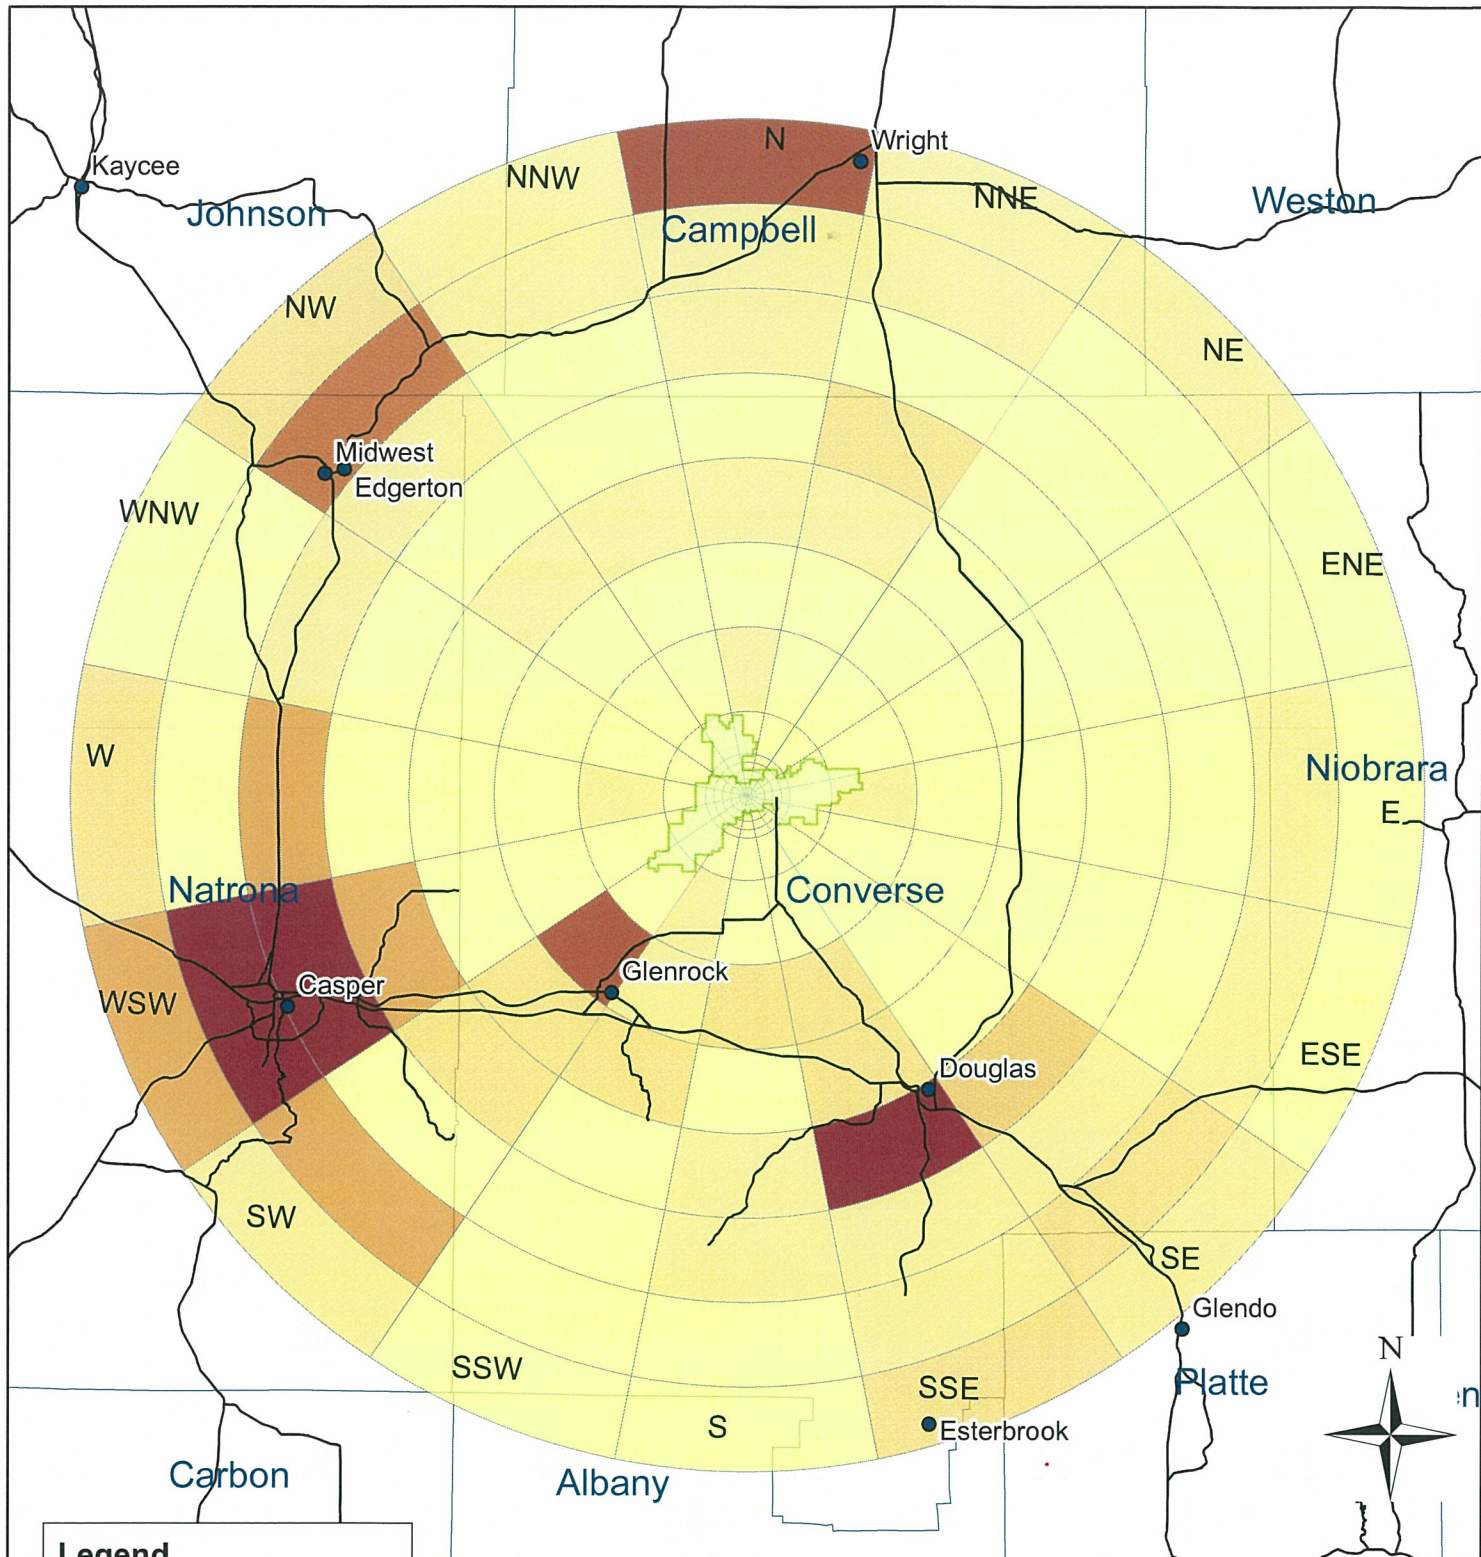 N
Wright
Kaycee
NNW
NNE
Weston
Johnson
Campbell
NW
NE
Midwest
Edgerton
WNW
ENE
W
Niobrara
E
Natrona
Converse
Glenrock
Casper
WSW
ESE
Douglas
SW
SE
Glendo
N
SSW
SSE
Platte
en
S
Esterbrook
Carbon
Albany
Legend